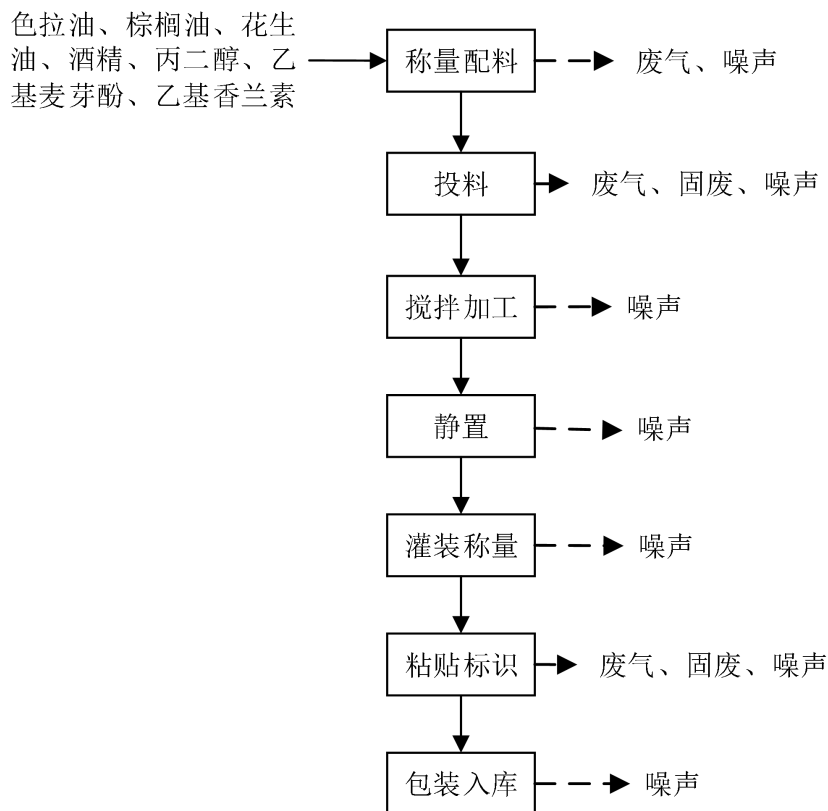 色拉油、棕榈油、花生
油、酒精、丙二醇、乙
基麦芽酚、乙基香兰素
称量配料
废气、噪声
投料
废气、固废、噪声
搅拌加工
噪声
静置
噪声
灌装称量
噪声
粘贴标识
废气、固废、噪声
包装入库
噪声